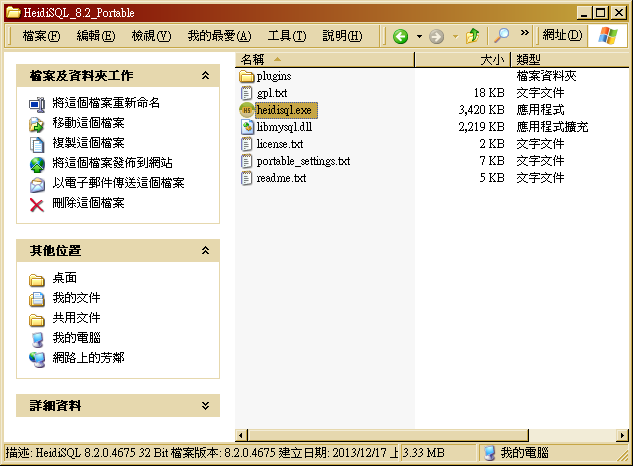 HeidiSQL_8.2_Portable
檔案(F) 編輯(E) 檢視(V) 我的最愛(A) 工具(T) 說明(H) » 網址(D)
檔案及資料夾工作
將這個檔案重新命名
移動這個檔案
複製這個檔案
將這個檔案發佈到網站
以電子郵件傳送這個檔案
刪除這個檔案
其他位置
桌面
我的文件
共用文件
我的電腦
網路上的芳鄰
詳細資料
名稱 大小 類型
plugins 檔案資料夾
gpl.txt 18 KB 文字文件
HS heidisql.exe 3,420 KB 應用程式
libmysql.dll 2,219 KB 應用程式擴充
license.txt 2 KB 文字文件
portable_settings.txt 7 KB 文字文件
readme.txt 5 KB 文字文件
描述: HeidiSQL 8.2.0.4675 32 Bit 檔案版本: 8.2.0.4675 建立日期: 2013/12/17 上 3.33 MB 我的電腦